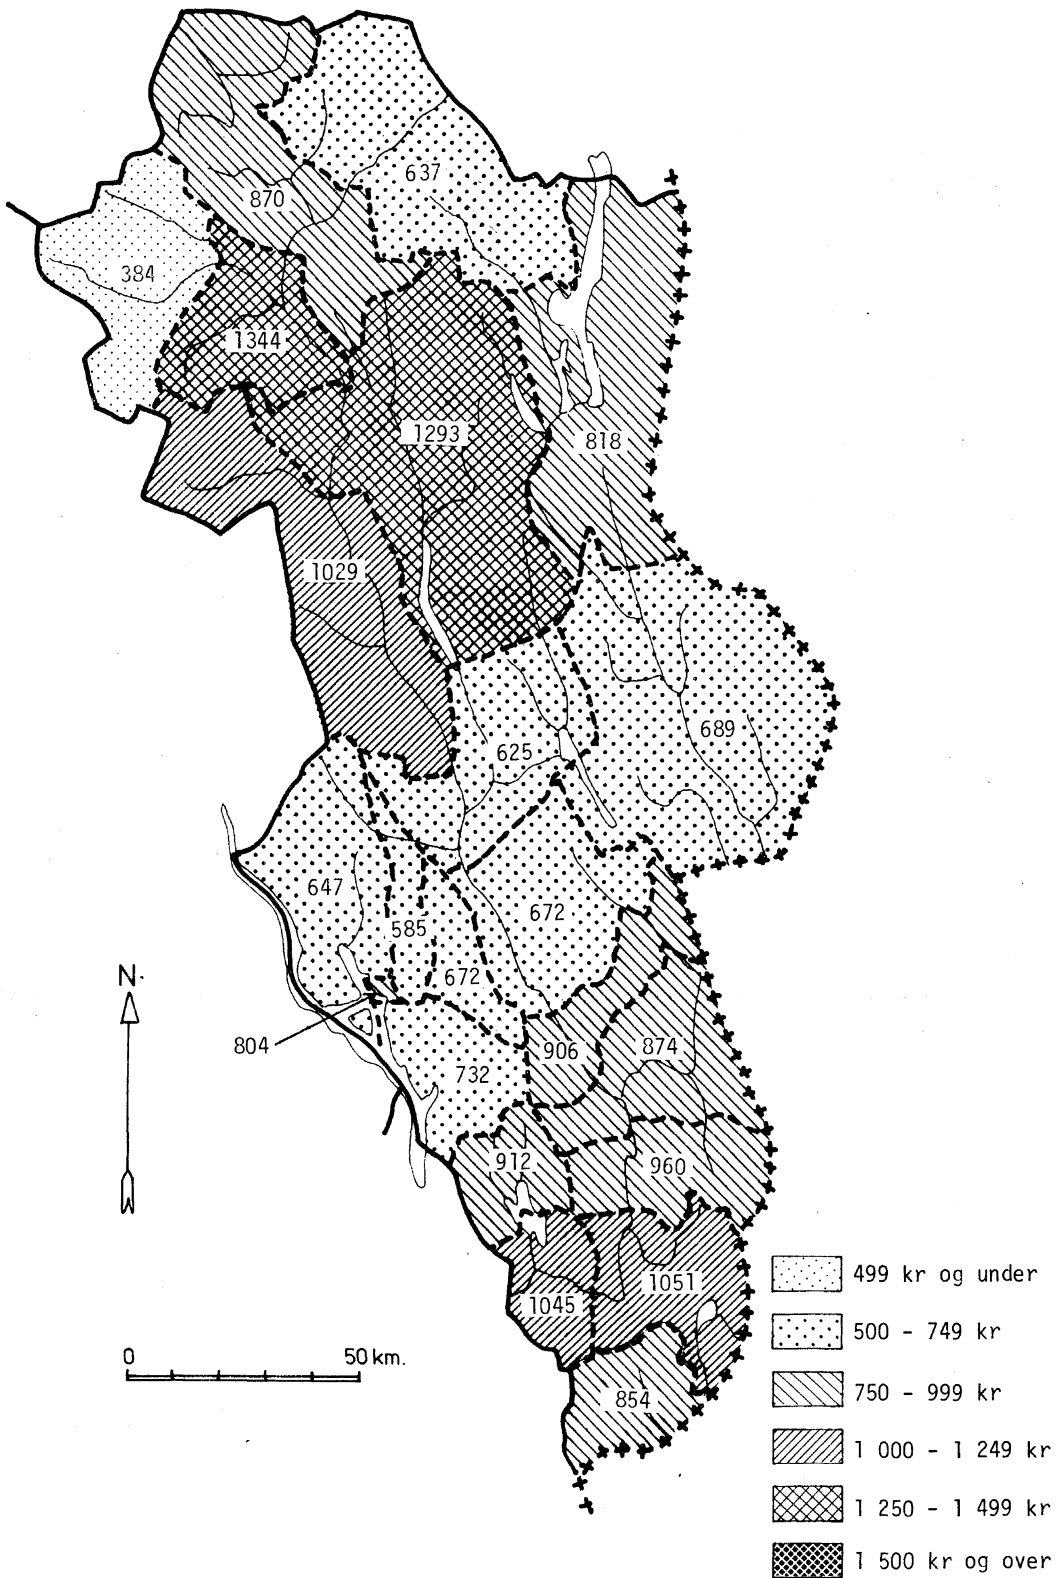 637
870
384
1344
1293
818
1029
689
625
647
672
585
672
N.
804
906
874
732
912
960
1051
1045
854
0 50 km.
499 kr og under
500 - 749 kr
750 - 999 kr
1 000 - 1 249 kr
1 250 - 1 499 kr
1 500 kr og over